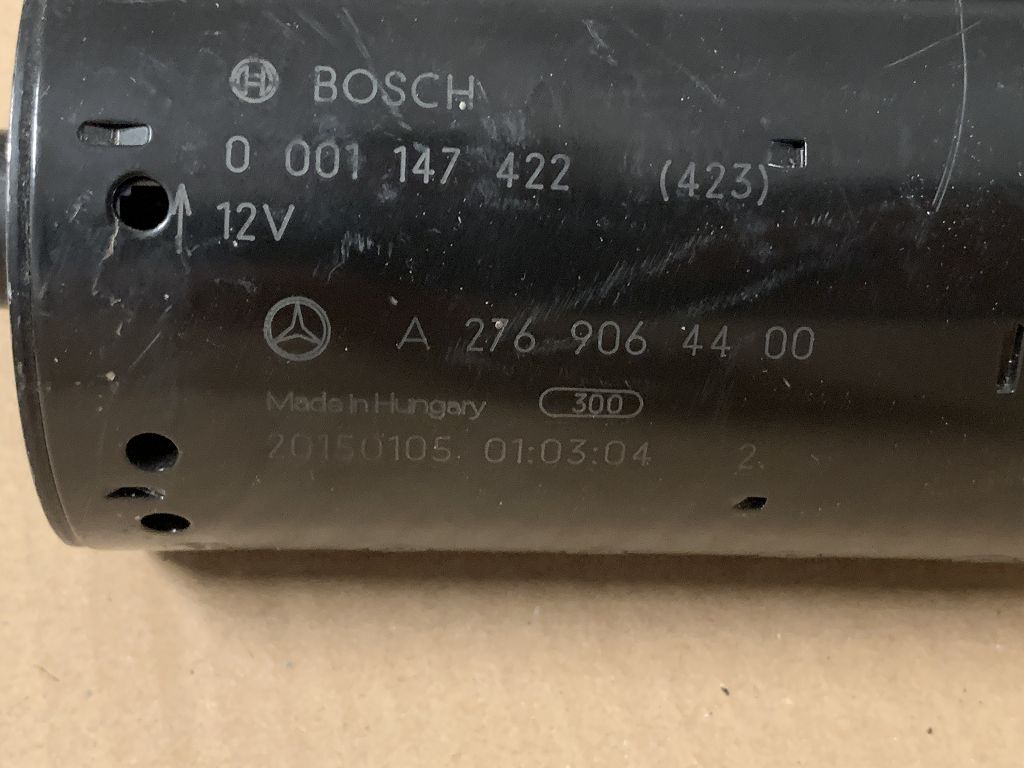 BOSCH
0 001 147 422 (423)
12V
A 276 906 44 00
Made in Hungary 300
20150105 01:03:04 2